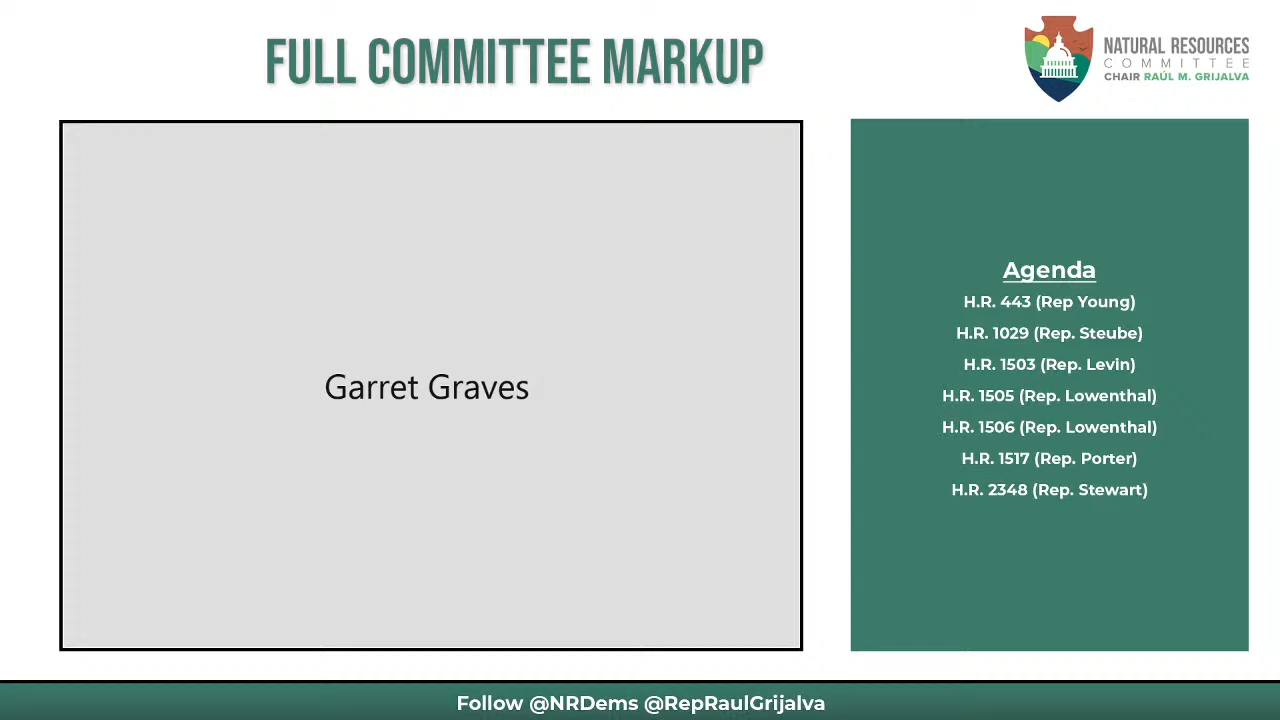 FULL COMMITTEE MARKUP
NATURAL RESOURCES
COMMITTEE
CHAIR RAÚL M. GRIJALVA
Garret Graves
Agenda
H.R. 443 (Rep Young)
H.R. 1029 (Rep. Steube)
H.R. 1503 (Rep. Levin)
H.R. 1505 (Rep. Lowenthal)
H.R. 1506 (Rep. Lowenthal)
H.R. 1517 (Rep. Porter)
H.R. 2348 (Rep. Stewart)
Follow @NRDems @RepRaulGrijalva